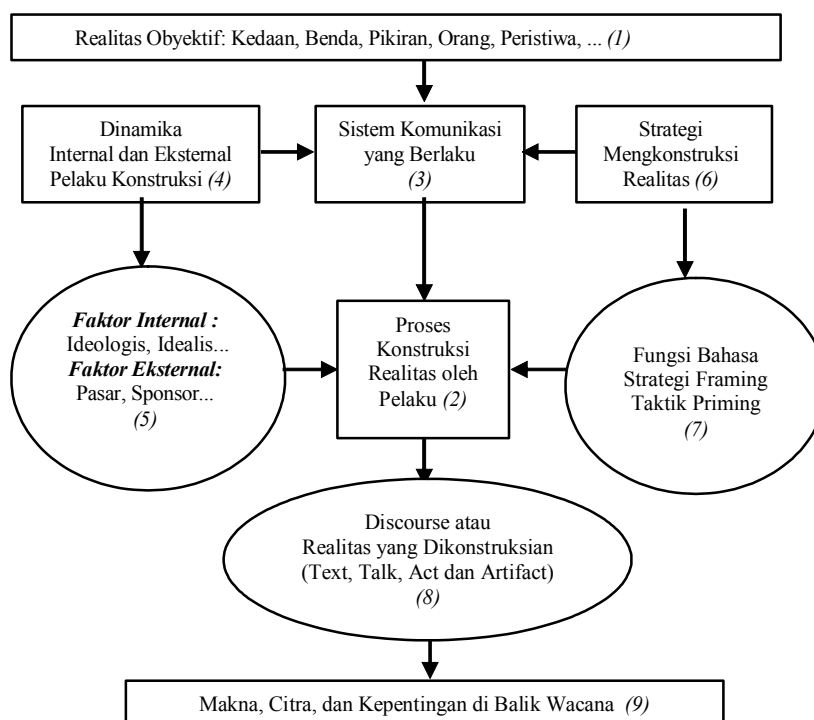 Realitas Obyektif: Kedaan, Benda, Pikiran, Orang, Peristiwa, ... (1)
Dinamika
Internal dan Eksternal
Pelaku Konstruksi (4)
Sistem Komunikasi
yang Berlaku
(3)
Strategi
Mengkonstruksi
Realitas (6)
Faktor Internal :
Ideologis, Idealis...
Faktor Eksternal:
Pasar, Sponsor...
(5)
Proses
Konstruksi
Realitas oleh
Pelaku (2)
Fungsi Bahasa
Strategi Framing
Taktik Priming
(7)
Discourse atau
Realitas yang Dikonstruksian
(Text, Talk, Act dan Artifact)
(8)
Makna, Citra, dan Kepentingan di Balik Wacana (9)